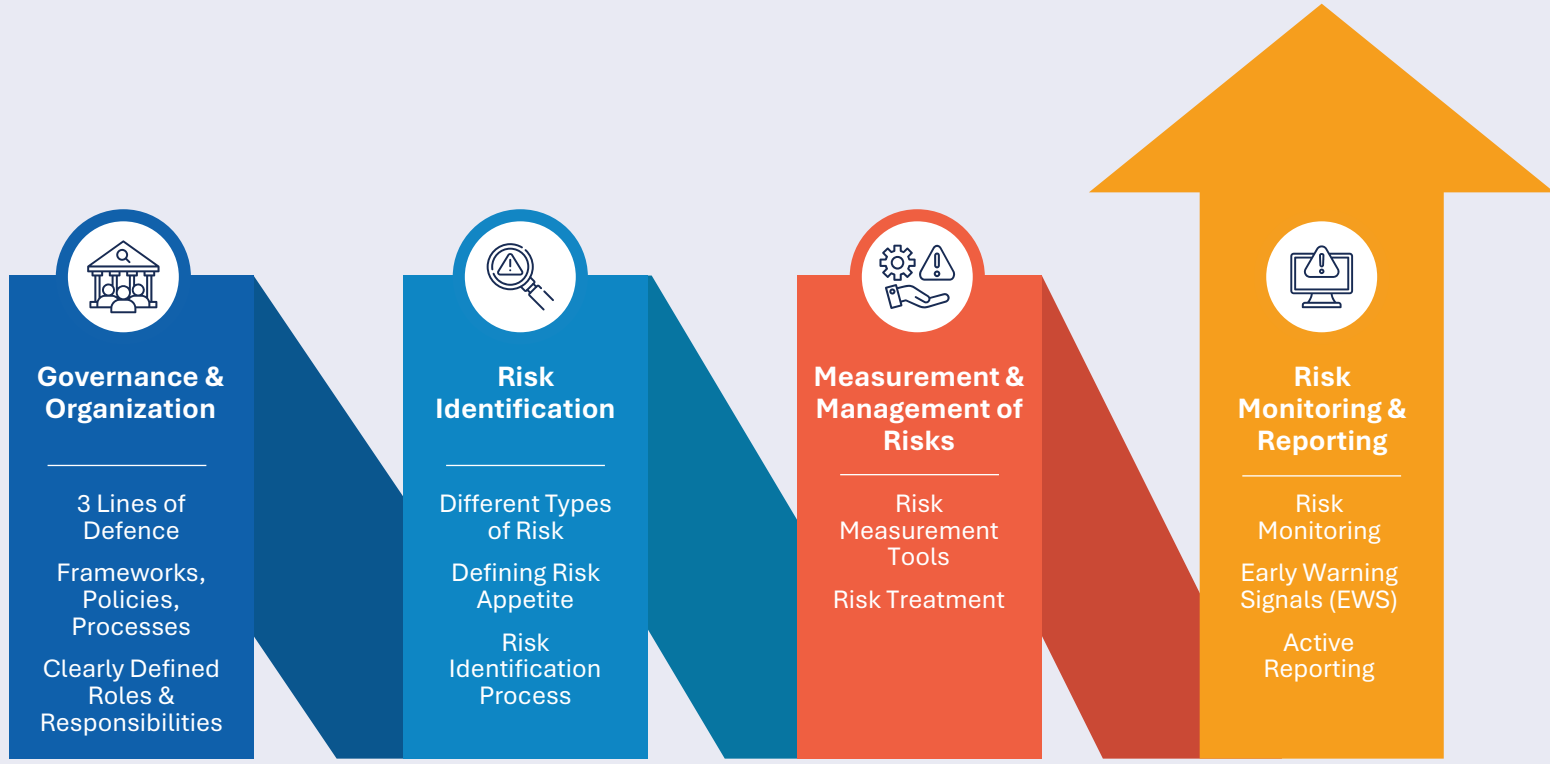 Governance &
Organization
3 Lines of
Defence
Frameworks,
Policies,
Processes
Clearly Defined
Roles &
Responsibilities
Risk
Identification
Different Types
of Risk
Defining Risk
Appetite
Risk
Identification
Process
Measurement &
Management of
Risks
Risk
Measurement
Tools
Risk Treatment
Risk
Monitoring &
Reporting
Risk
Monitoring
Early Warning
Signals (EWS)
Active
Reporting